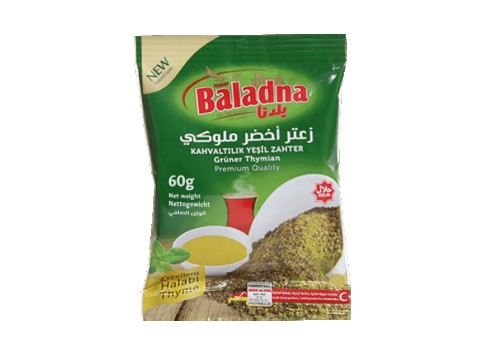 NEW
Baladna
بلدنا
زعتر أخضر ملوكي
KAHVALTILIK YEŞİL ZAHTER
Grüner Thymian
Premium Quality
60g
Net weight
Nettogewicht
الوزن الصافي
حلال
HALAL
Excellent
Halabi
Thyme